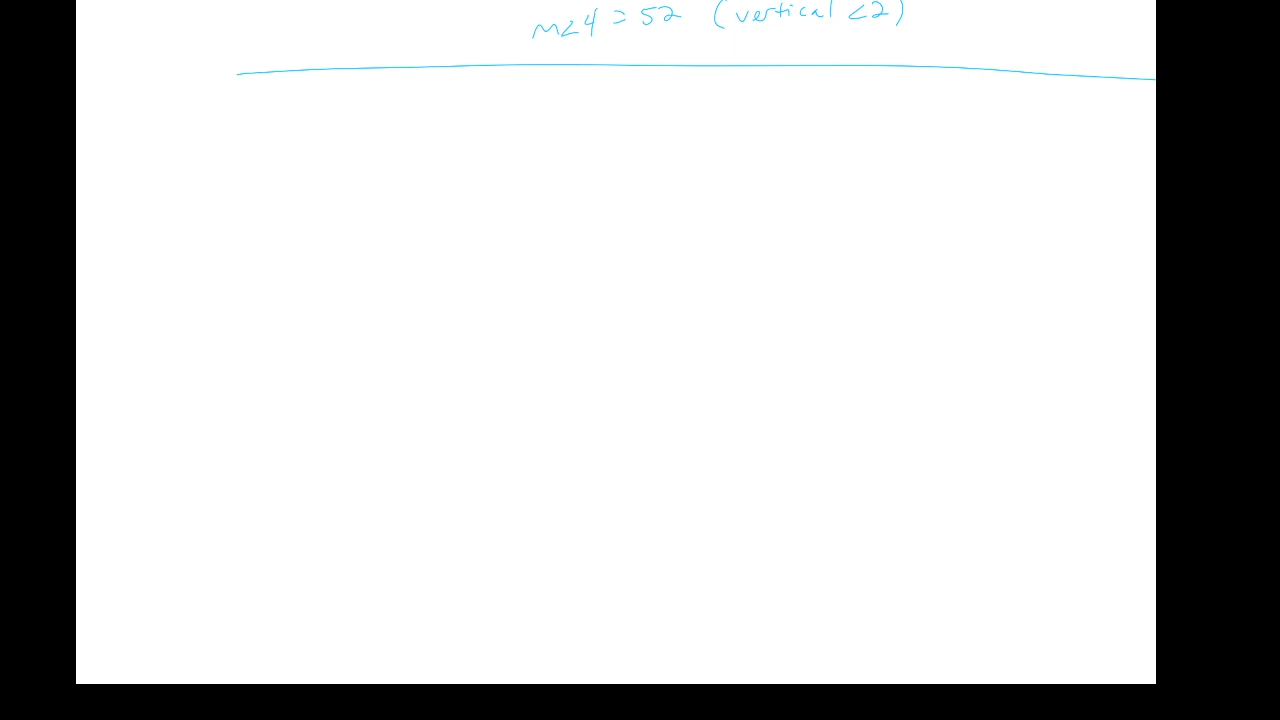 m∠4 = 52 (vertical ∠2)